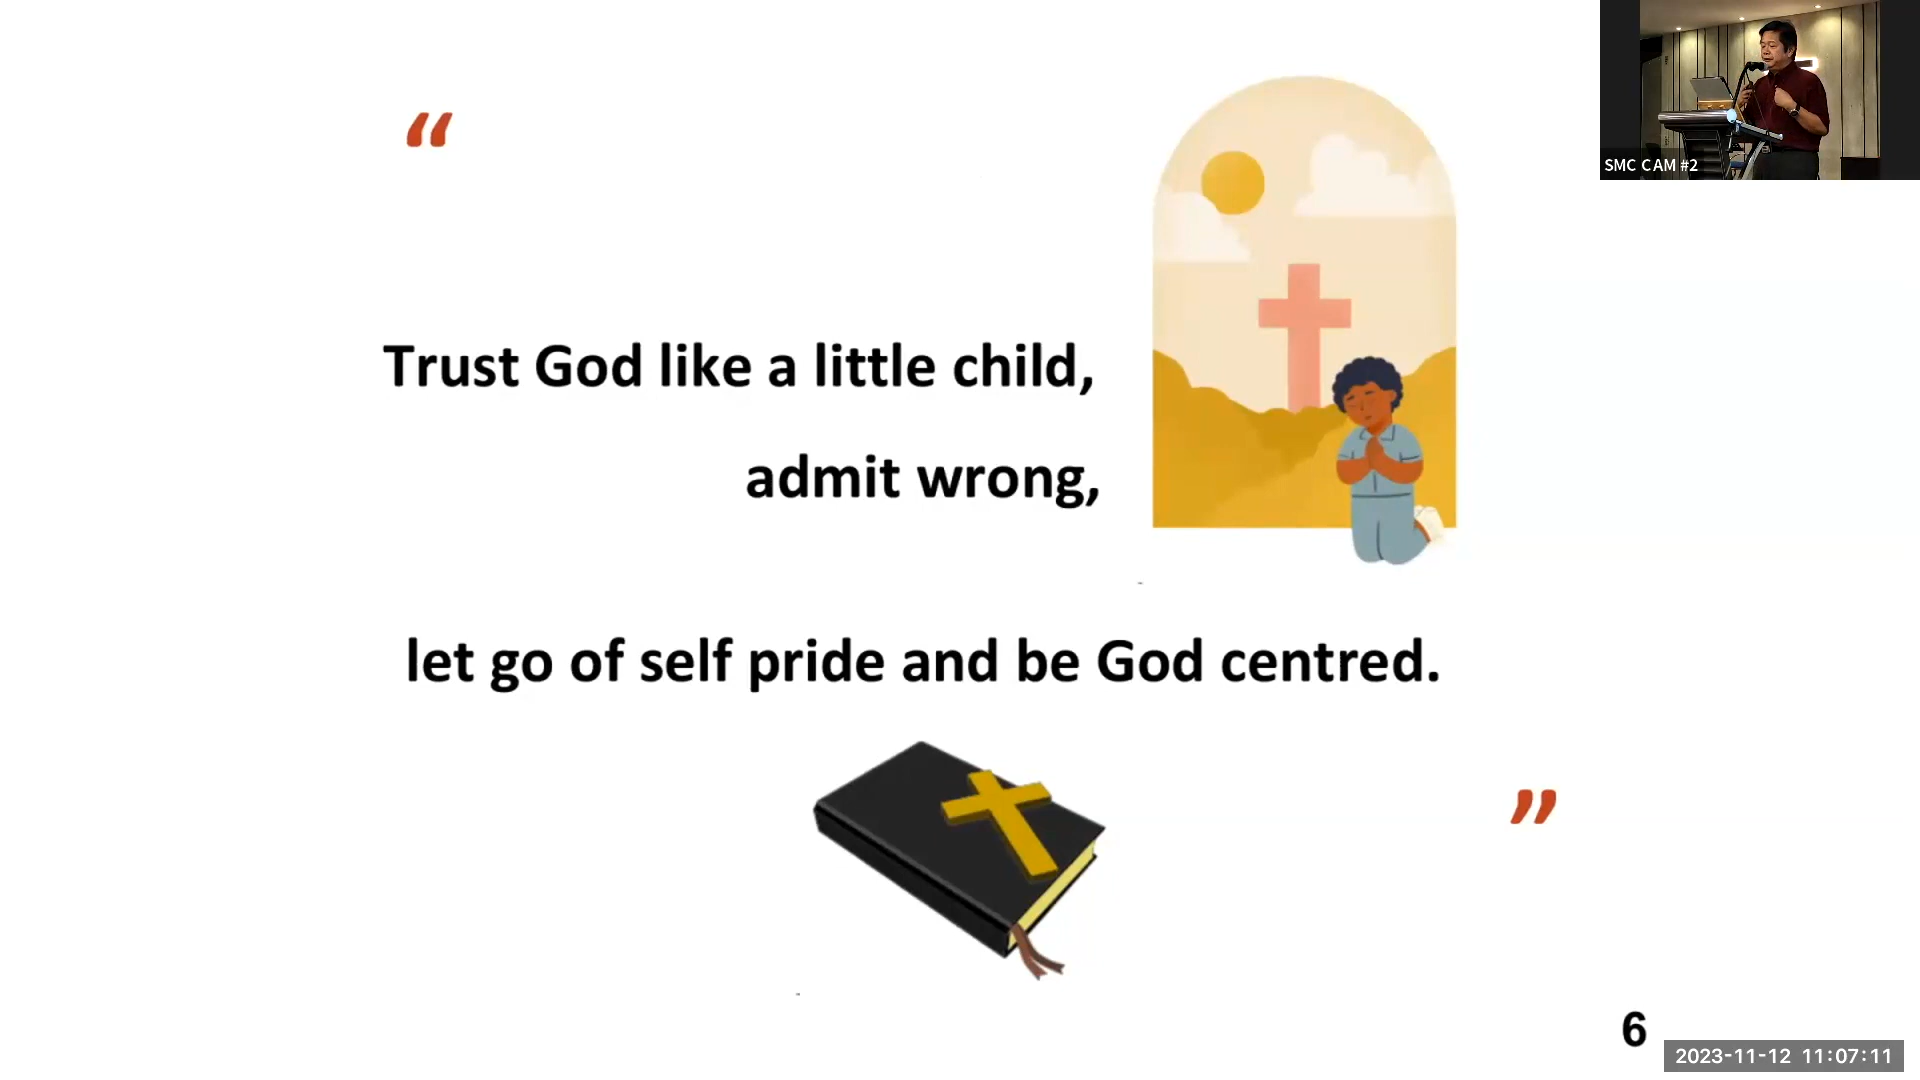 SMC CAM #2
“
Trust God like a little child,
admit wrong,
let go of self pride and be God centred.
”
6
2023-11-12 11:07:11